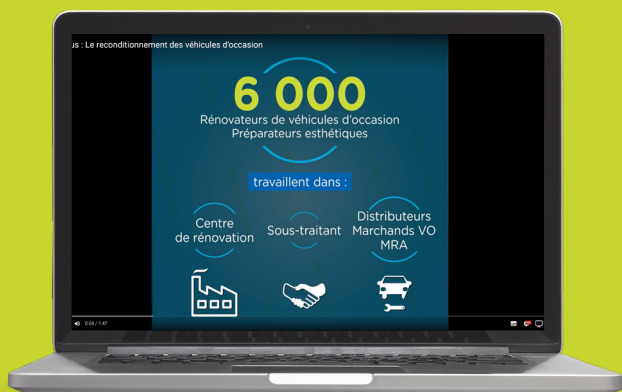 us : Le reconditionnement des véhicules d'occasion
6 000
Rénovateurs de véhicules d'occasion
Préparateurs esthétiques
travaillent dans :
Centre
de rénovation
Sous-traitant
Distributeurs
Marchands VO
MRA
0:04 / 1:47